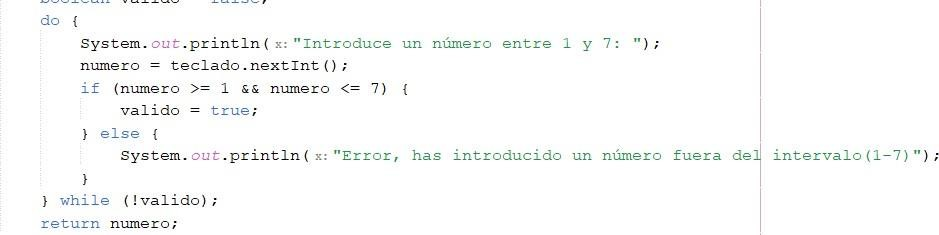 boolean valido = false;
do {
System.out.println( x: "Introduce un número entre 1 y 7: ");
numero = teclado.nextInt();
if (numero >= 1 && numero <= 7) {
valido = true;
} else {
System.out.println( x: "Error, has introducido un número fuera del intervalo(1-7)");
}
} while (!valido);
return numero;